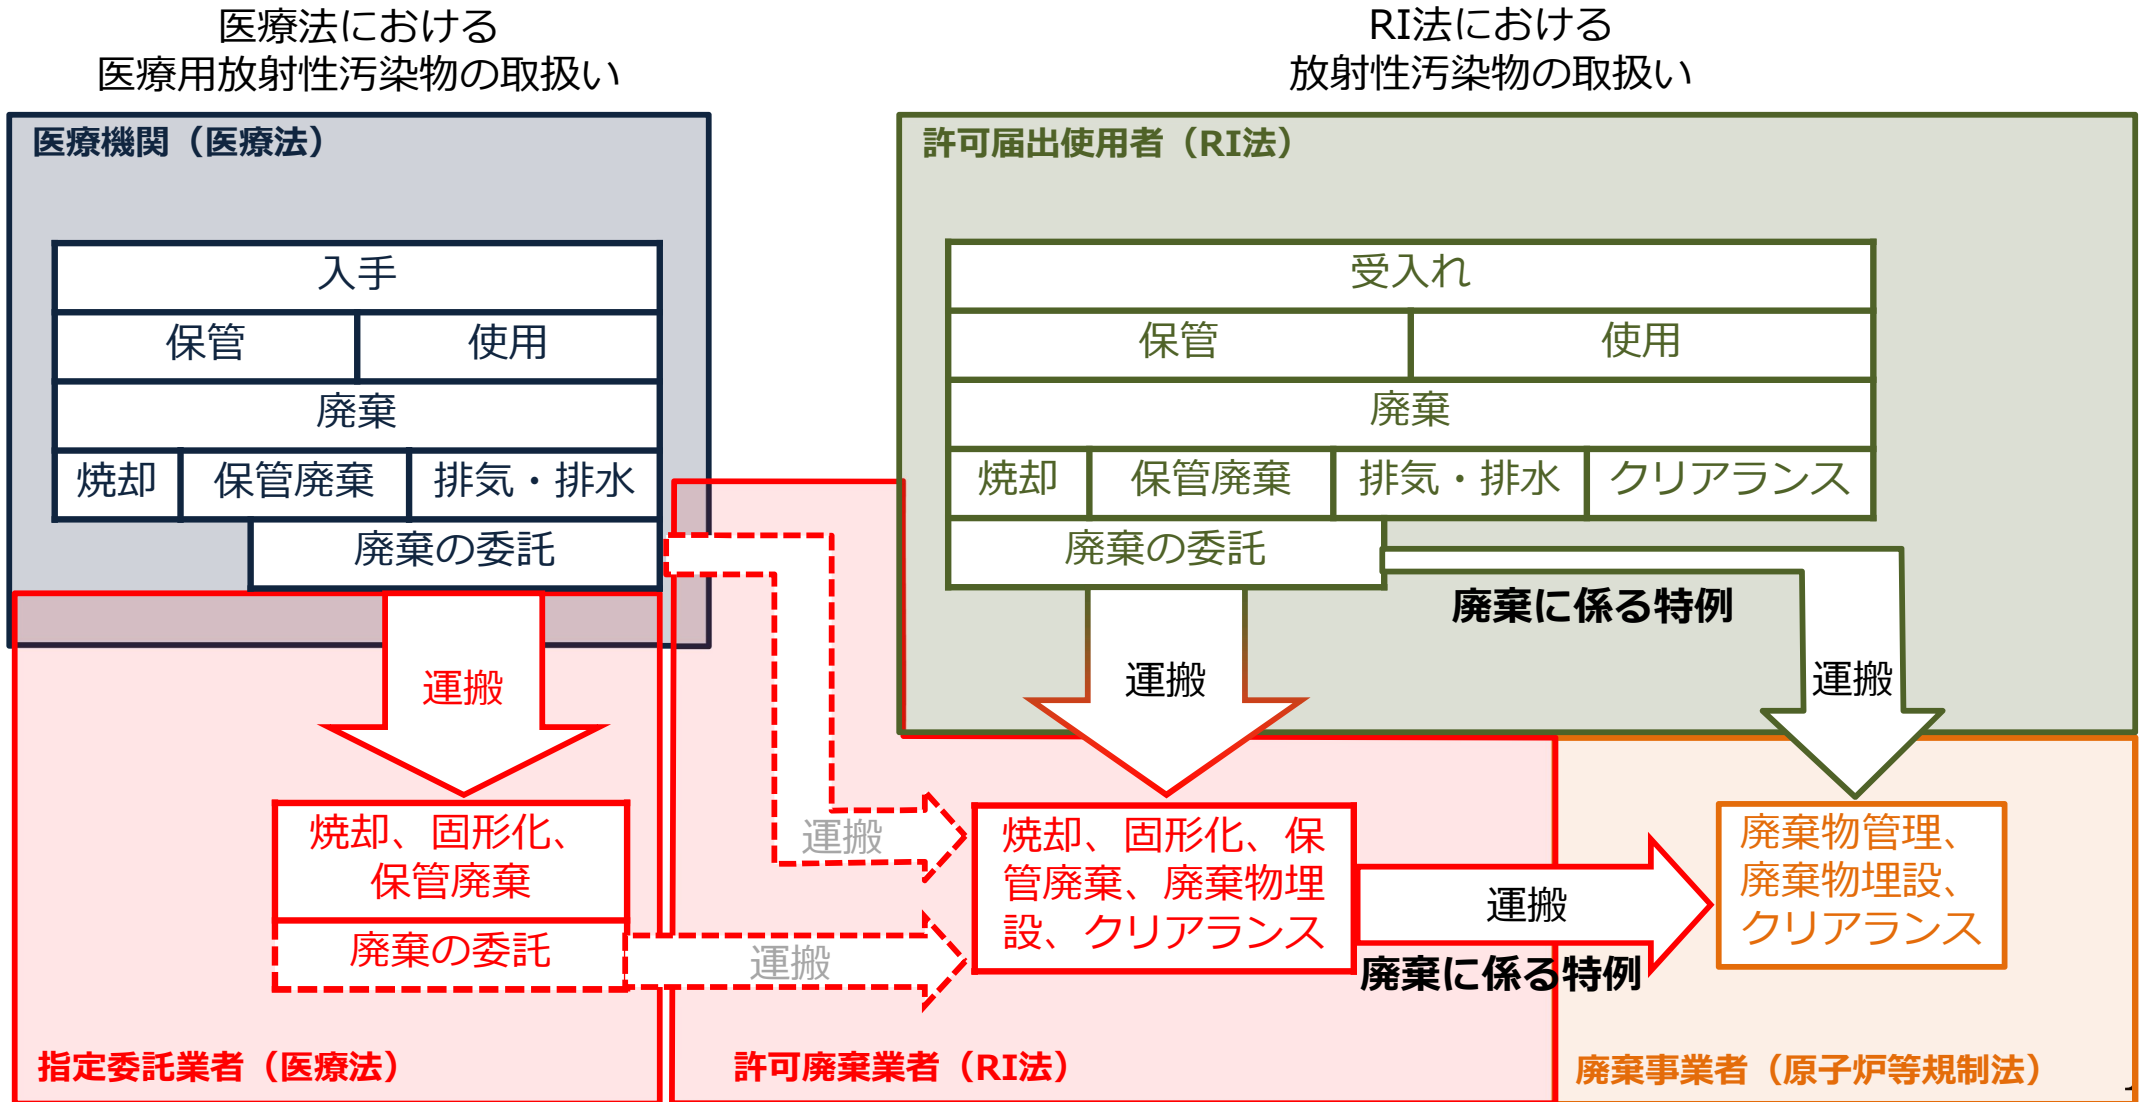 医療法における
医療用放射性汚染物の取扱い
RI法における
放射性汚染物の取扱い
医療機関（医療法）
入手
保管
使用
廃棄
焼却
保管廃棄
排気・排水
廃棄の委託
運搬
焼却、固形化、
保管廃棄
廃棄の委託
指定委託業者（医療法）
運搬
運搬
許可届出使用者（RI法）
受入れ
保管
使用
廃棄
焼却
保管廃棄
排気・排水
クリアランス
廃棄の委託
廃棄に係る特例
運搬
運搬
焼却、固形化、保
管廃棄、廃棄物埋
設、クリアランス
許可廃棄業者（RI法）
運搬
廃棄に係る特例
廃棄物管理、
廃棄物埋設、
クリアランス
廃棄事業者（原子炉等規制法）